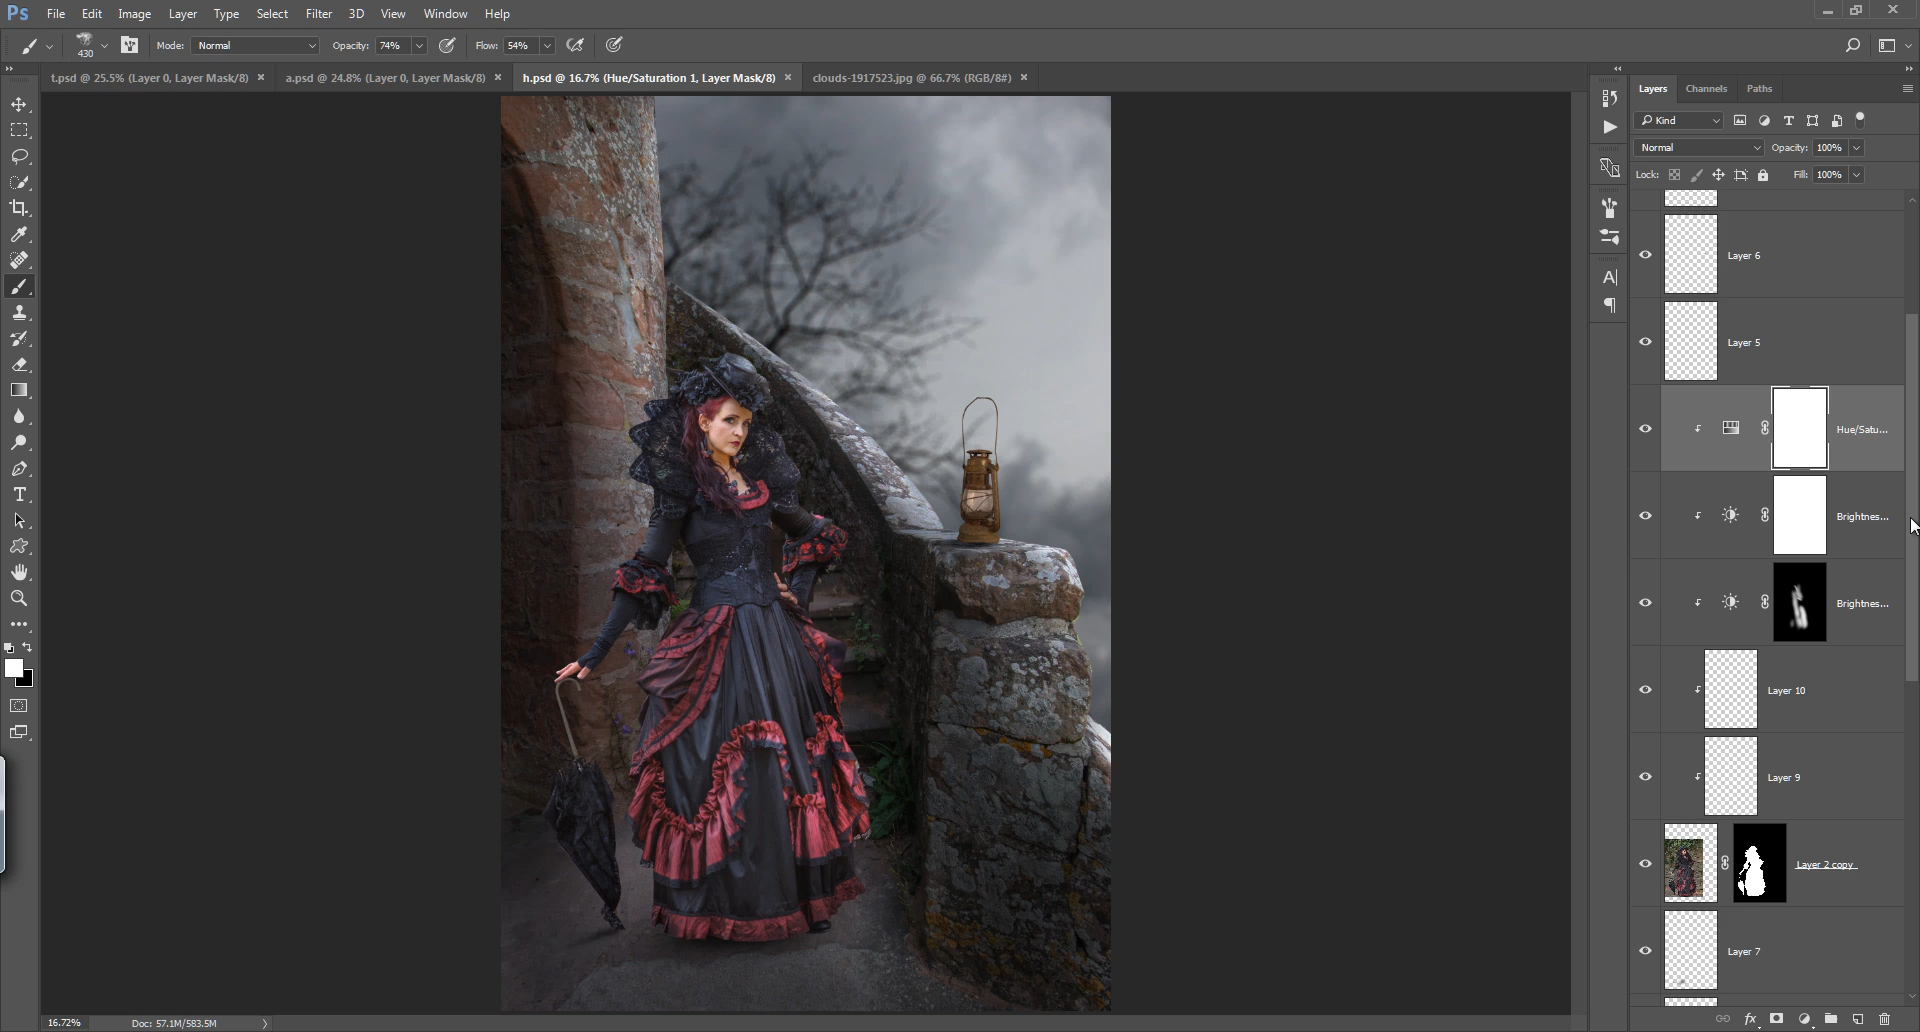 Ps File Edit Image Layer Type Select Filter 3D View Window Help
430 Mode: Normal Opacity: 74% Flow: 54%
t.psd @ 25.5% (Layer 0, Layer Mask/8) × a.psd @ 24.8% (Layer 0, Layer Mask/8) × h.psd @ 16.7% (Hue/Saturation 1, Layer Mask/8) × clouds-1917523.jpg @ 66.7% (RGB/8#) ×
Layers Channels Paths
Kind
Normal Opacity: 100%
Lock: Fill: 100%
Layer 6
Layer 5
Hue/Satu...
Brightnes...
Brightnes...
Layer 10
Layer 9
Layer 2 copy
Layer 7
16.72% Doc: 57.1M/583.5M